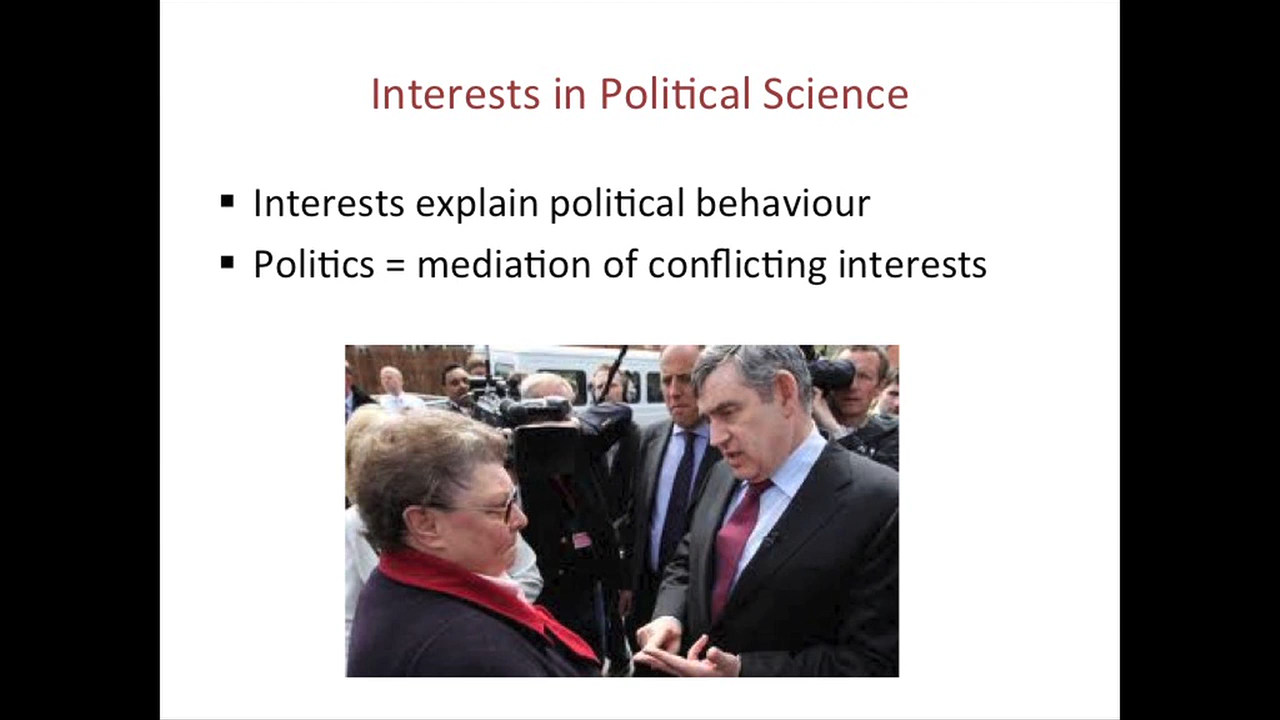 Interests in Political Science
▪ Interests explain political behaviour
▪ Politics = mediation of conflicting interests